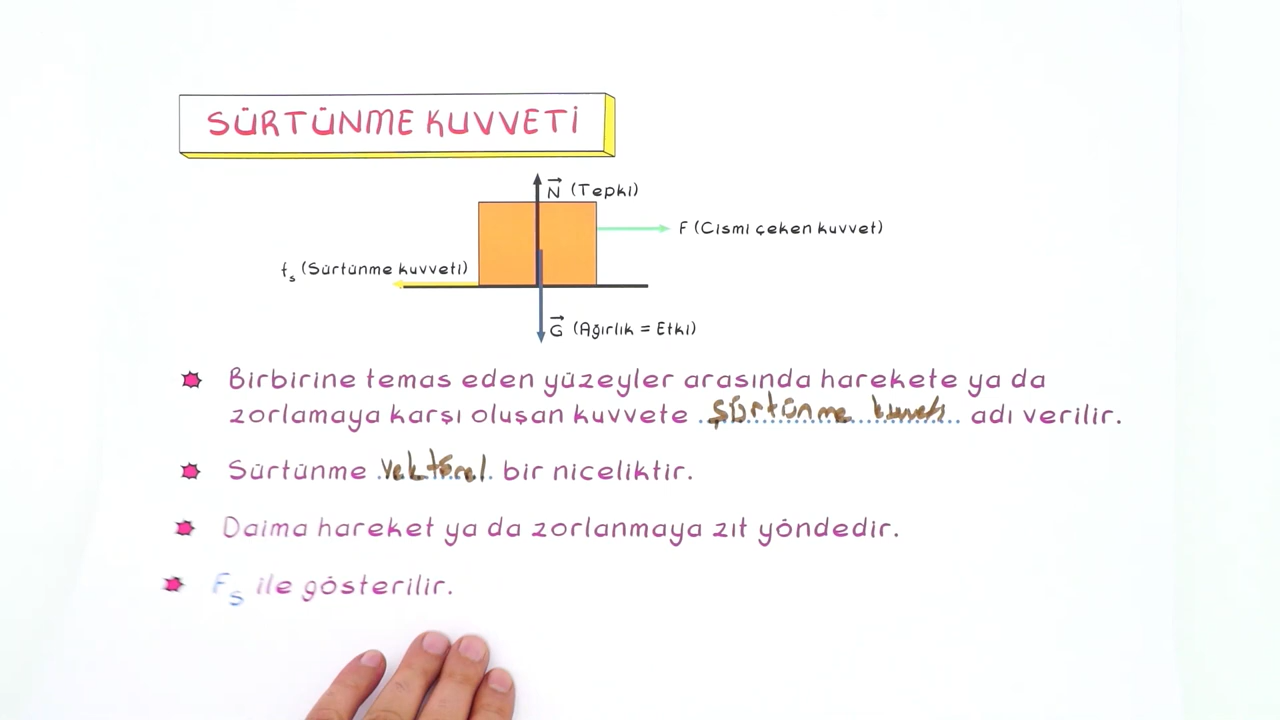 SÜRTÜNME KUVVETİ
N (Tepki)
F (Cismi çeken kuvvet)
fs (Sürtünme kuvveti)
G (Ağırlık = Etki)
Birbirine temas eden yüzeyler arasında harekete ya da
zorlamaya karşı oluşan kuvvete sürtünme kuvveti adı verilir.
Sürtünme vektörel bir niceliktir.
Daima hareket ya da zorlanmaya zıt yöndedir.
Fs ile gösterilir.